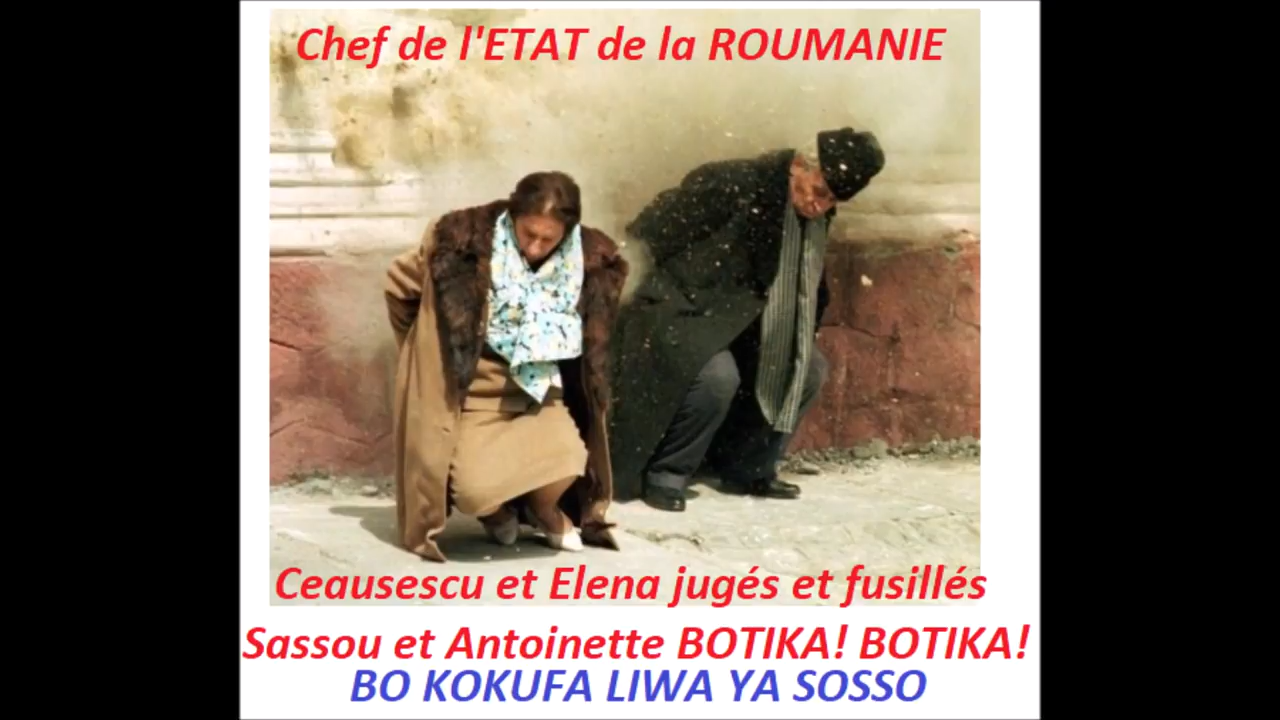 Chef de l'ETAT de la ROUMANIE
Ceausescu et Elena jugés et fusillés
Sassou et Antoinette BOTIKA! BOTIKA!
BO KOKUFA LIWA YA SOSSO